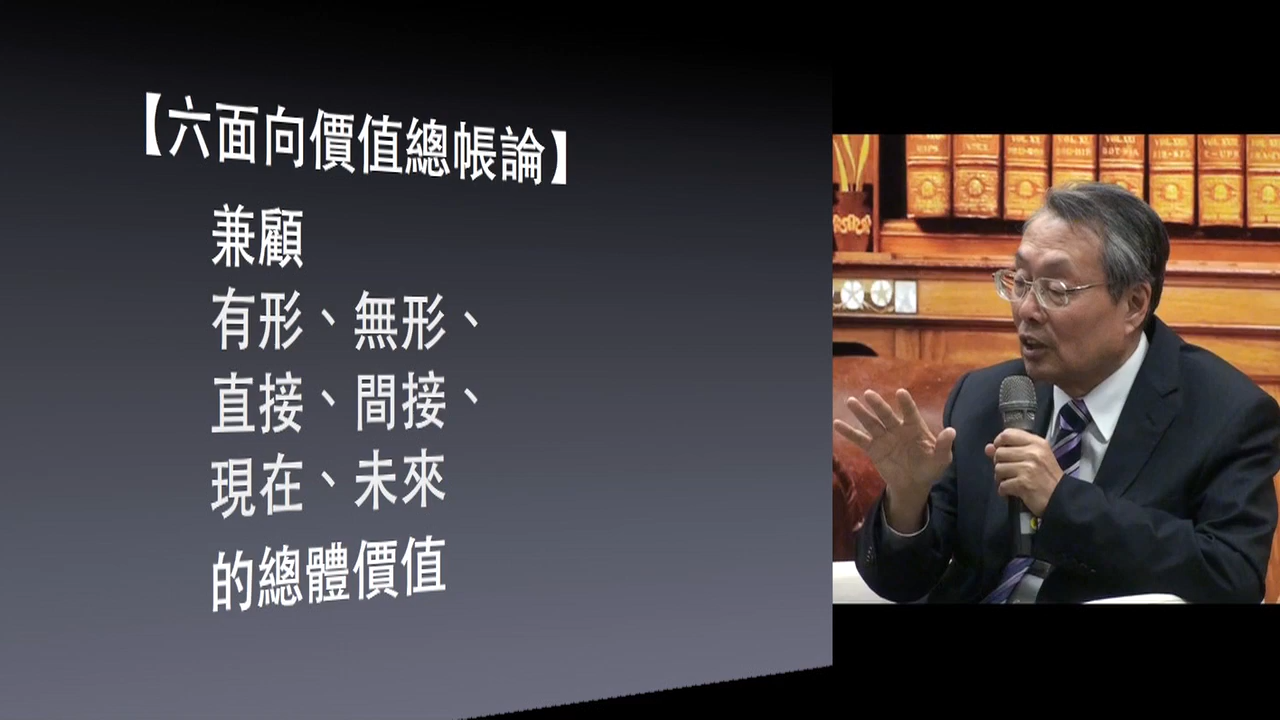 【六面向價值總帳論】
兼顧
有形、無形、
直接、間接、
現在、未來
的總體價值